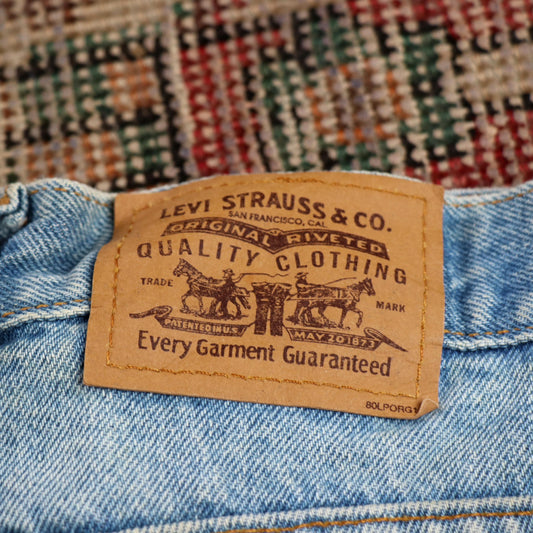 LEVI STRAUSS & CO.
SAN FRANCISCO, CAL.
ORIGINAL RIVETED
QUALITY CLOTHING
TRADE MARK
PATENTED IN U.S. MAY 20 1873
Every Garment Guaranteed
80LPORG1